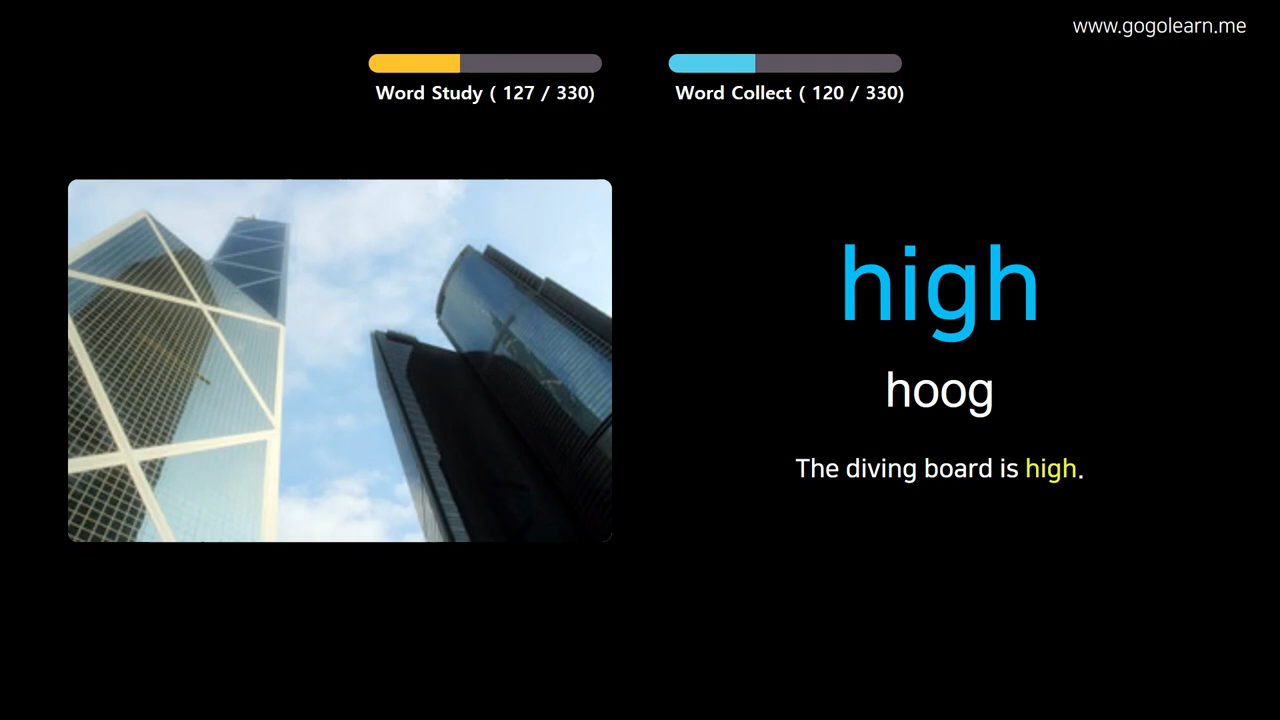 www.gogolearn.me
Word Study ( 127 / 330)
Word Collect ( 120 / 330)
high
hoog
The diving board is high.